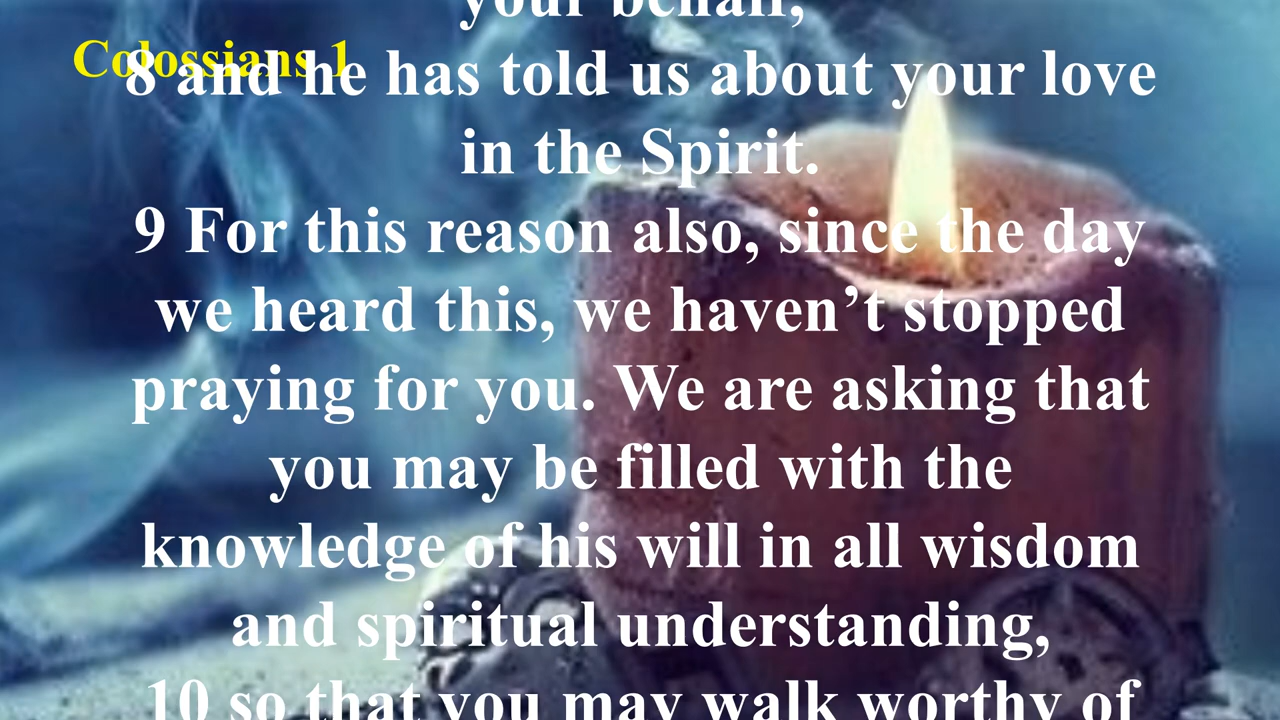 your behalf,
Colossians 1
8 and he has told us about your love
in the Spirit.
9 For this reason also, since the day
we heard this, we haven’t stopped
praying for you. We are asking that
you may be filled with the
knowledge of his will in all wisdom
and spiritual understanding,
10 so that you may walk worthy of